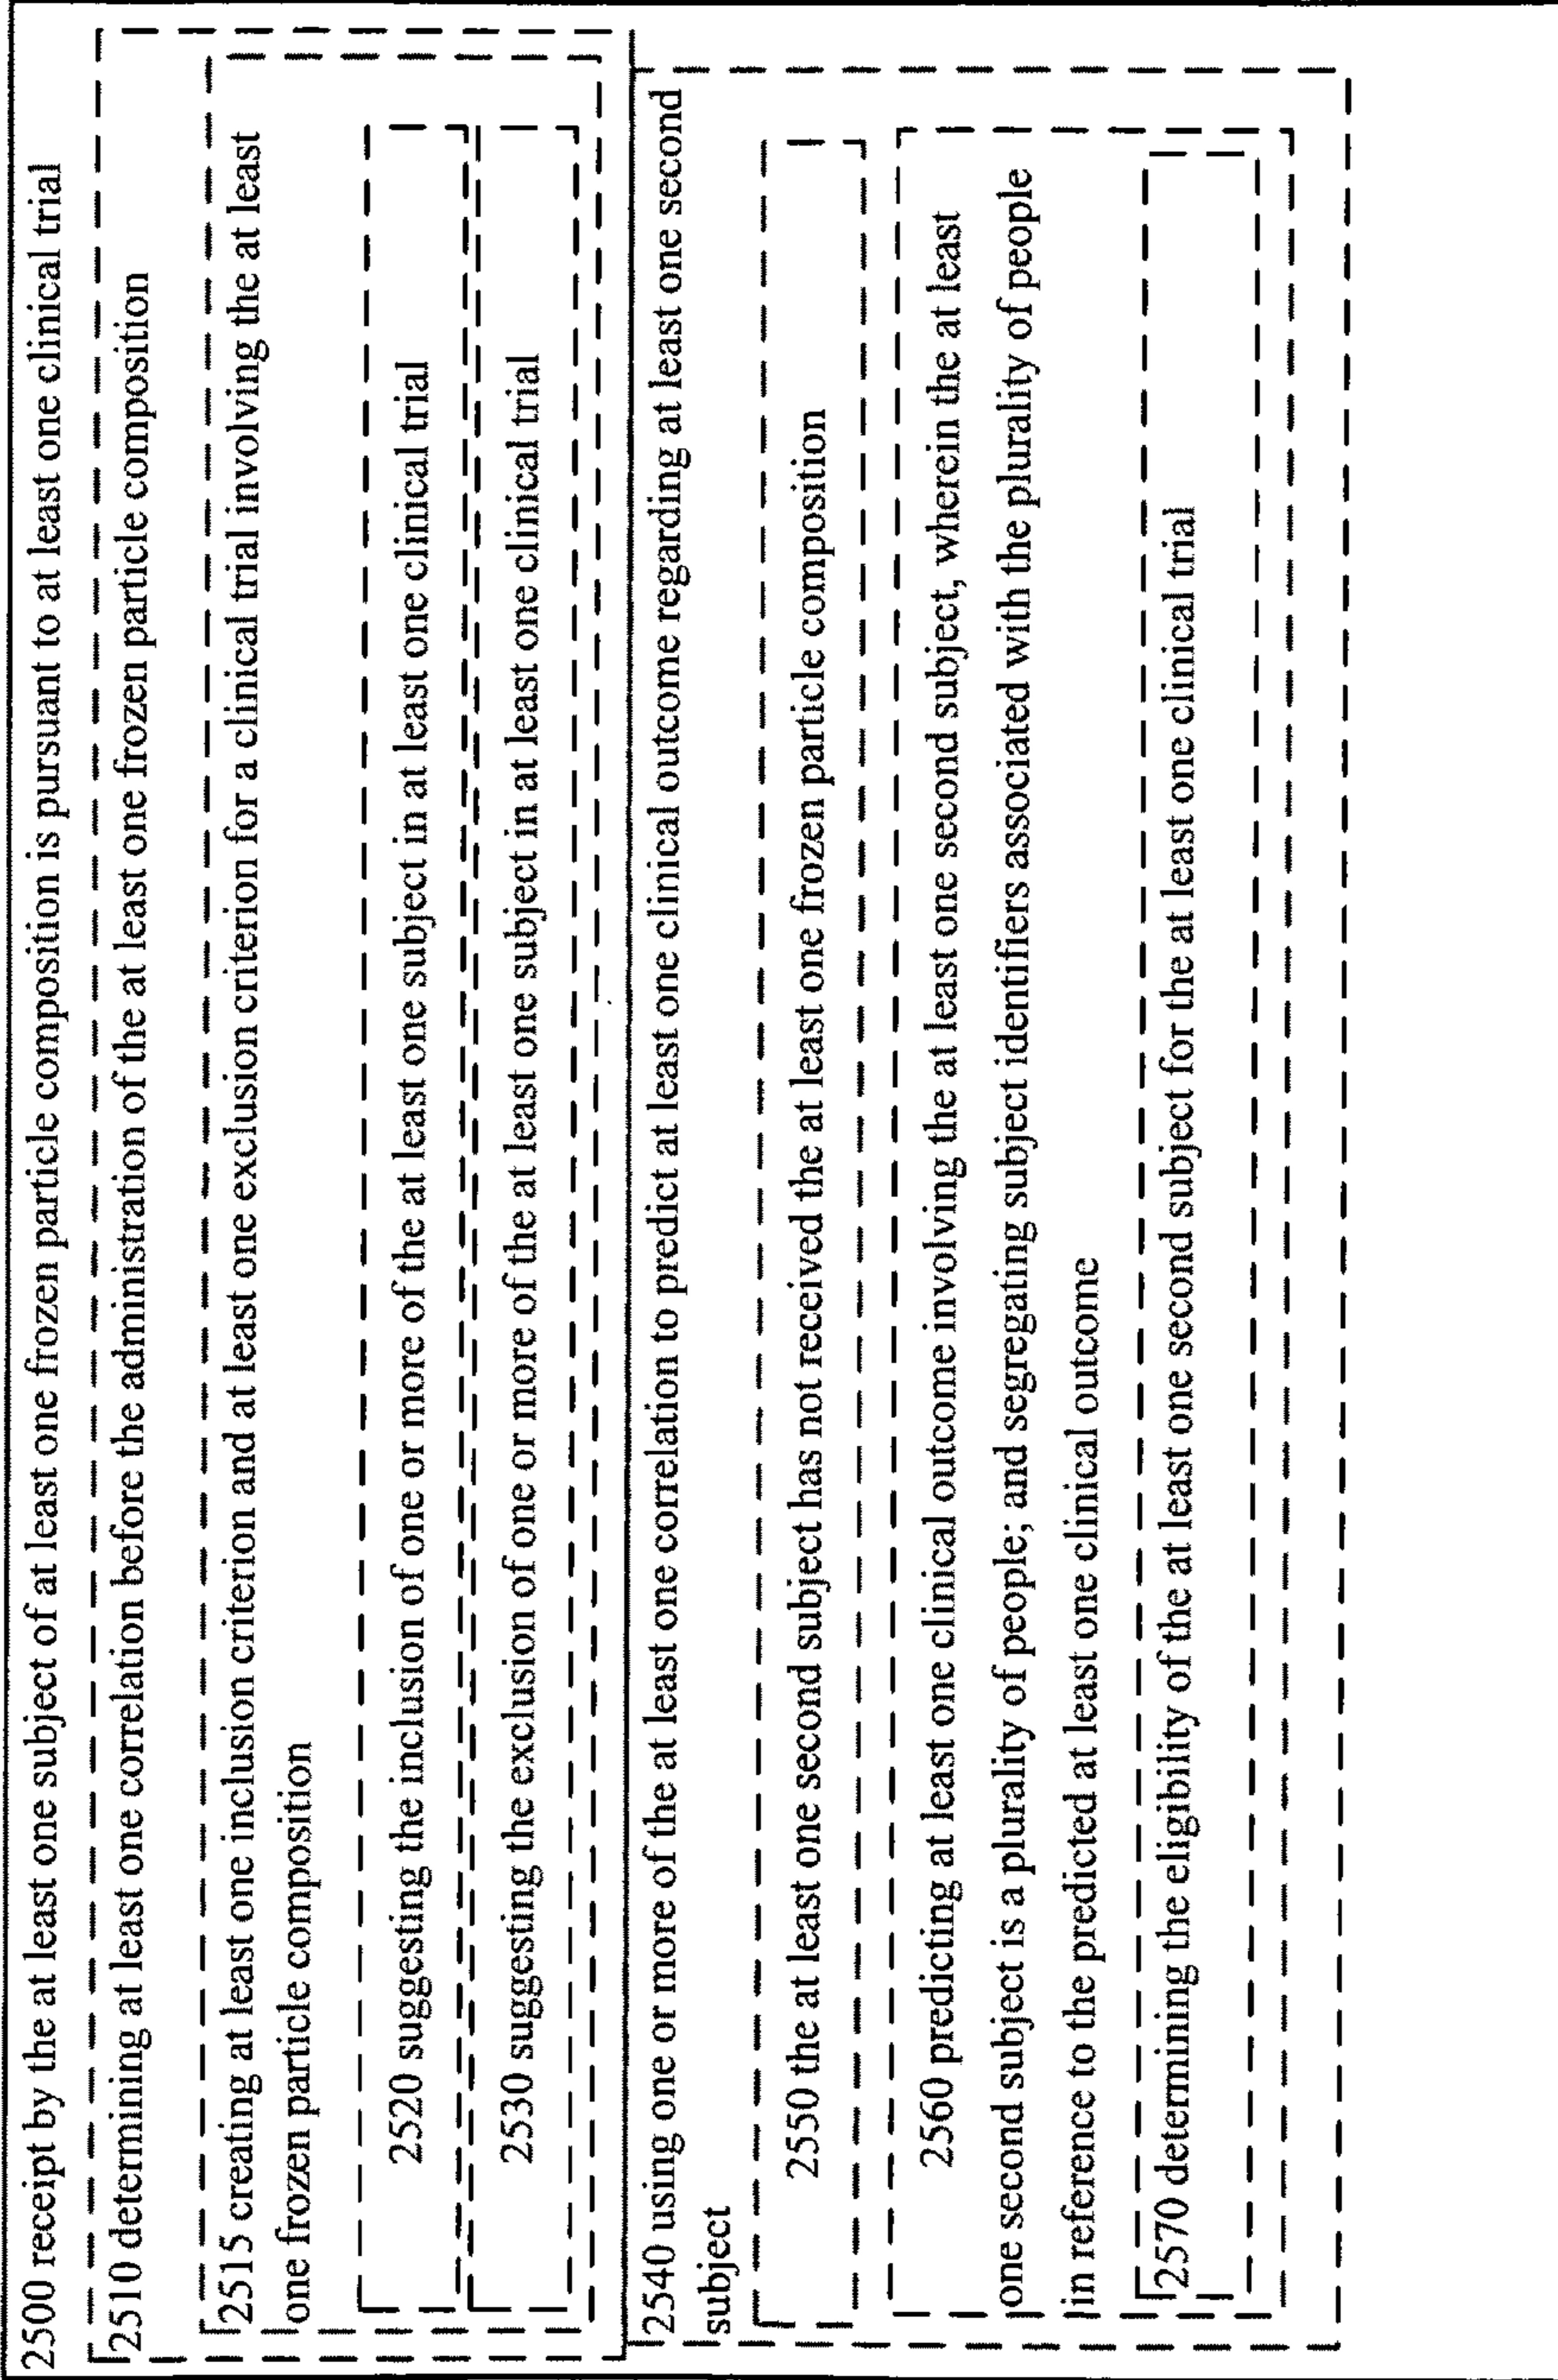 2500 receipt by the at least one subject of at least one frozen particle composition is pursuant to at least one clinical trial
2510 determining at least one correlation before the administration of the at least one frozen particle composition
2515 creating at least one inclusion criterion and at least one exclusion criterion for a clinical trial involving the at least
one frozen particle composition
2520 suggesting the inclusion of one or more of the at least one subject in at least one clinical trial
2530 suggesting the exclusion of one or more of the at least one subject in at least one clinical trial
2540 using one or more of the at least one correlation to predict at least one clinical outcome regarding at least one second
subject
2550 the at least one second subject has not received the at least one frozen particle composition
2560 predicting at least one clinical outcome involving the at least one second subject, wherein the at least
one second subject is a plurality of people; and segregating subject identifiers associated with the plurality of people
in reference to the predicted at least one clinical outcome
2570 determining the eligibility of the at least one second subject for the at least one clinical trial